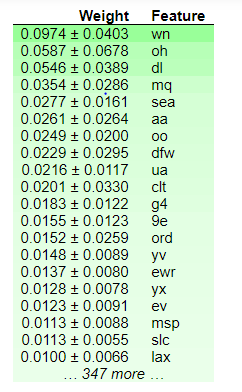 Weight Feature
0.0974 ± 0.0403 wn
0.0587 ± 0.0678 oh
0.0546 ± 0.0389 dl
0.0354 ± 0.0286 mq
0.0277 ± 0.0161 sea
0.0261 ± 0.0264 aa
0.0249 ± 0.0200 oo
0.0229 ± 0.0295 dfw
0.0216 ± 0.0117 ua
0.0201 ± 0.0330 clt
0.0183 ± 0.0122 g4
0.0155 ± 0.0123 9e
0.0152 ± 0.0259 ord
0.0148 ± 0.0089 yv
0.0137 ± 0.0080 ewr
0.0128 ± 0.0078 yx
0.0123 ± 0.0091 ev
0.0113 ± 0.0088 msp
0.0113 ± 0.0055 slc
0.0100 ± 0.0066 lax
… 347 more …